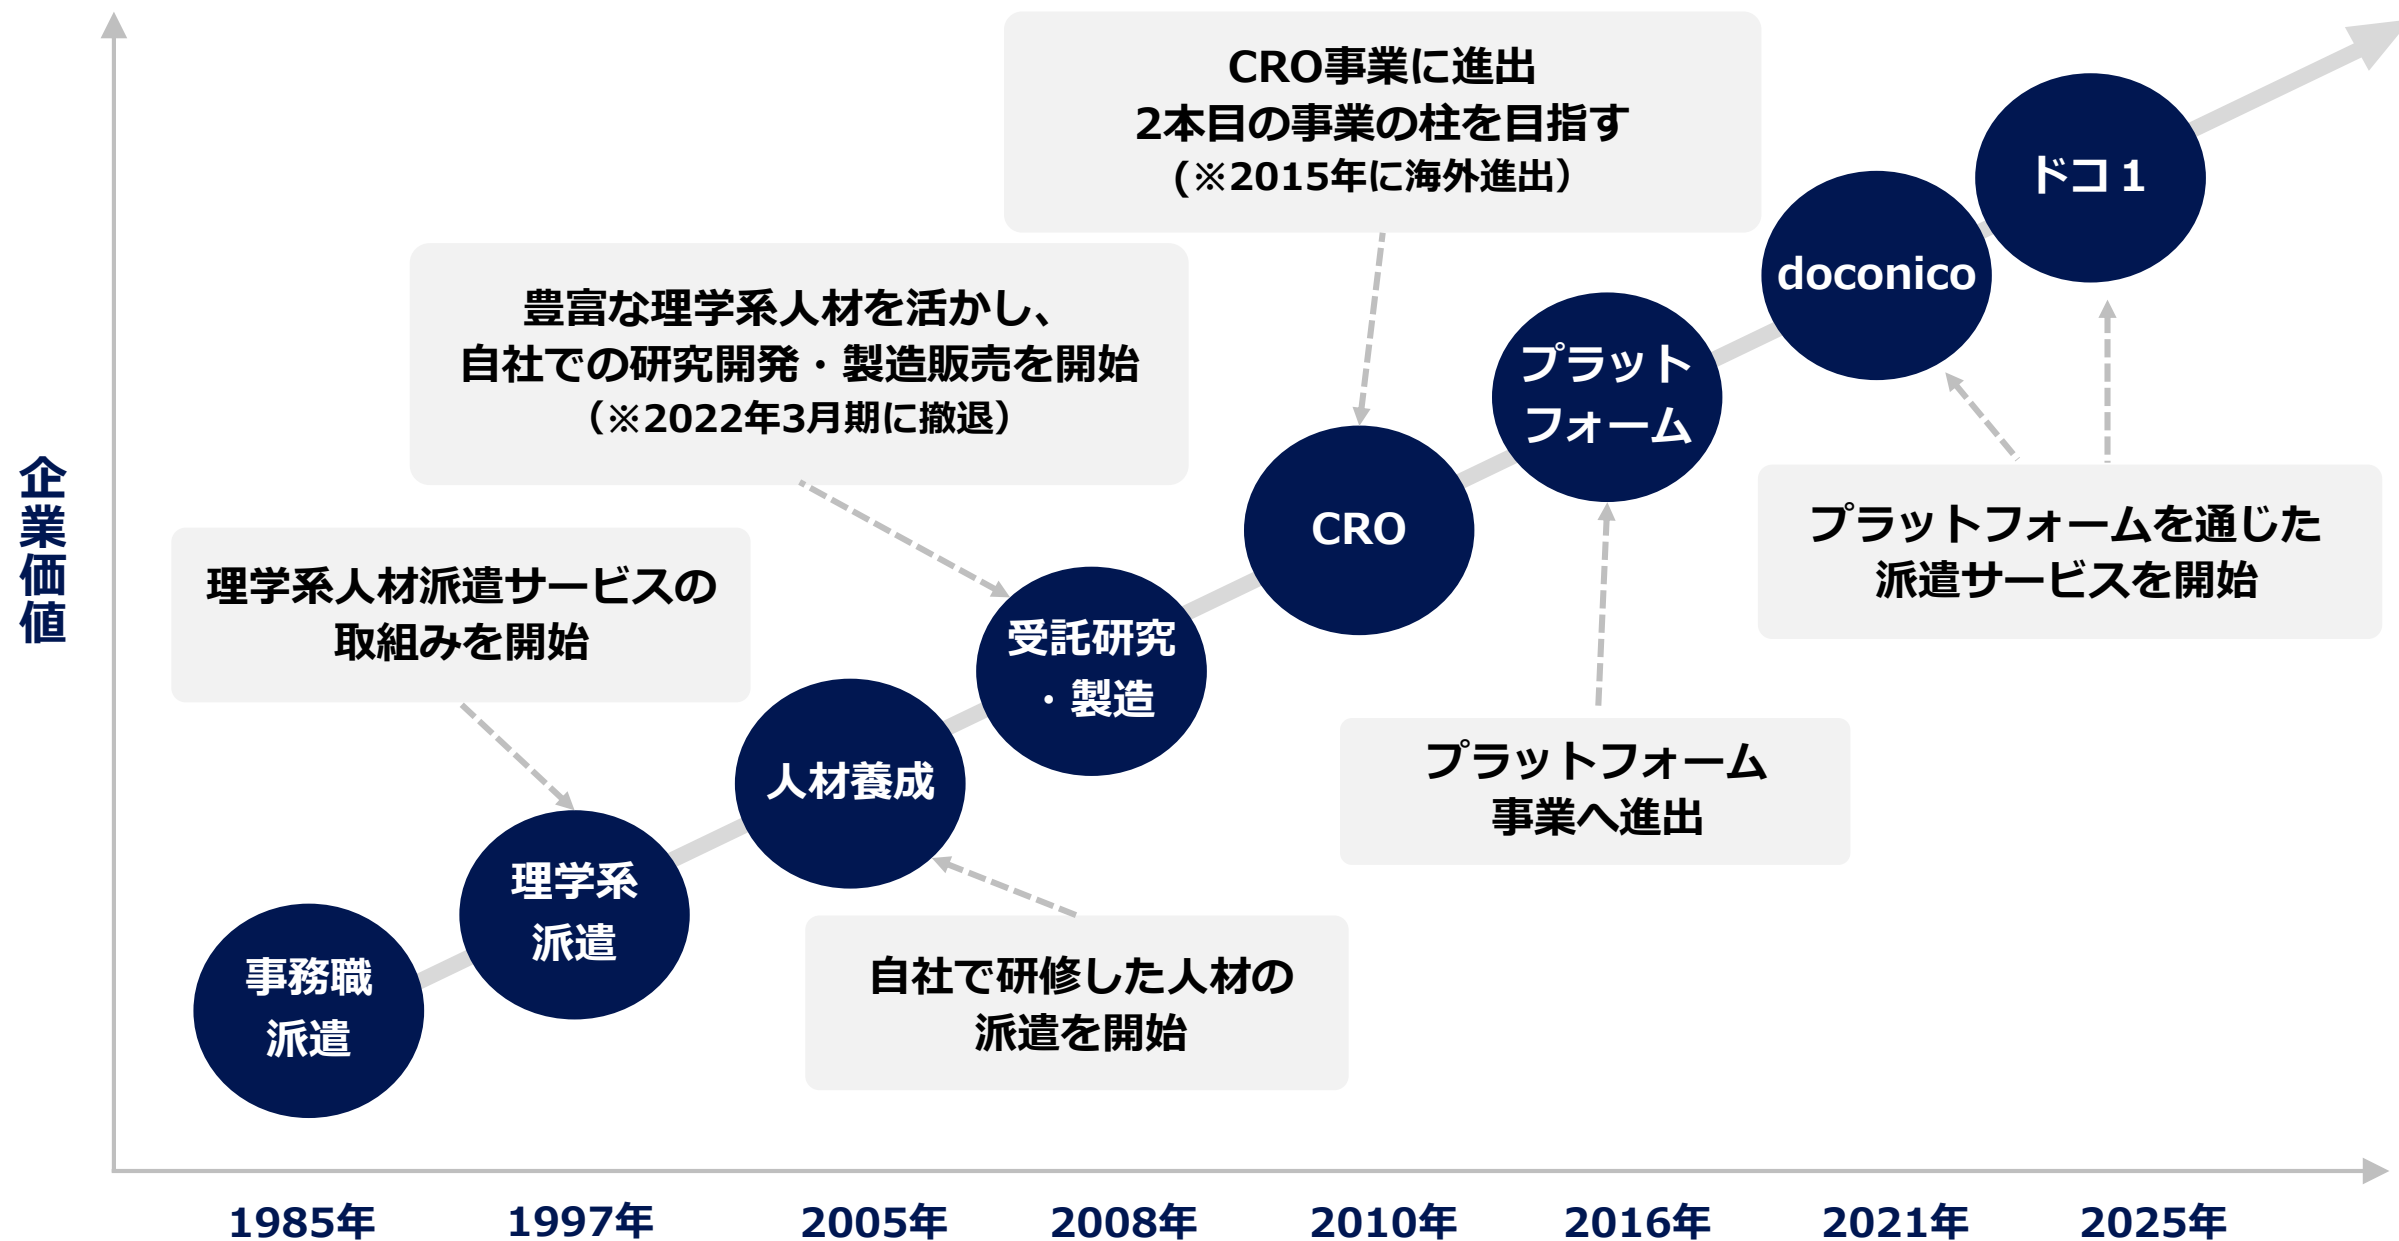 企業価値
CRO事業に進出
2本目の事業の柱を目指す
(※2015年に海外進出）
豊富な理学系人材を活かし、
自社での研究開発・製造販売を開始
（※2022年3月期に撤退）
理学系人材派遣サービスの
取組みを開始
ドコ1
doconico
プラット
フォーム
CRO
受託研究
・製造
人材養成
理学系
派遣
事務職
派遣
プラットフォームを通じた
派遣サービスを開始
プラットフォーム
事業へ進出
自社で研修した人材の
派遣を開始
1985年
1997年
2005年
2008年
2010年
2016年
2021年
2025年